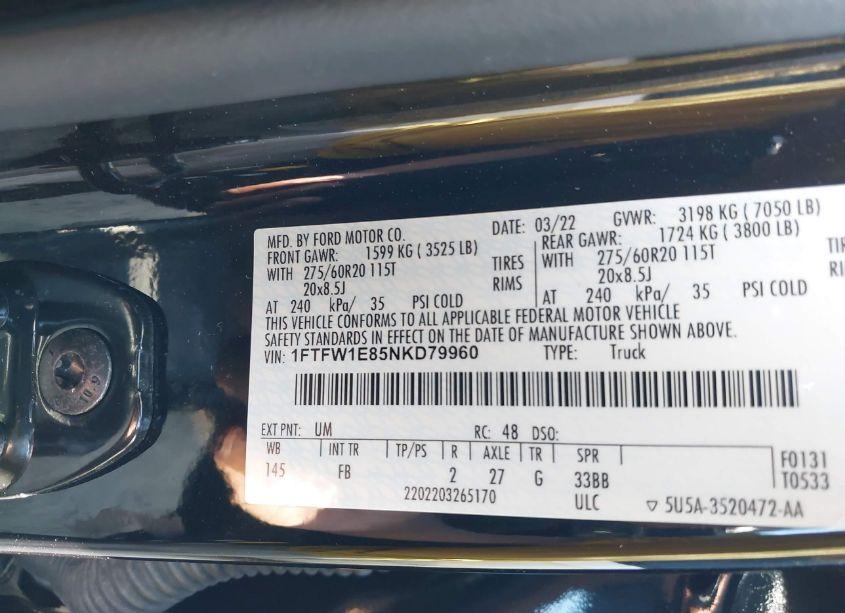 MFD. BY FORD MOTOR CO. DATE: 03/22 GVWR: 3198 KG ( 7050 LB)
FRONT GAWR: 1599 KG ( 3525 LB) REAR GAWR: 1724 KG ( 3800 LB)
WITH 275/60R20 115T TIRES WITH 275/60R20 115T TIRES
20x8.5J RIMS 20x8.5J RIM
AT 240 kPa/ 35 PSI COLD AT 240 kPa/ 35 PSI COLD
THIS VEHICLE CONFORMS TO ALL APPLICABLE FEDERAL MOTOR VEHICLE
SAFETY STANDARDS IN EFFECT ON THE DATE OF MANUFACTURE SHOWN ABOVE.
VIN: 1FTFW1E85NKD79960 TYPE: Truck
EXT PNT: UM RC: 48 DSO:
WB INT TR TP/PS R AXLE TR SPR
145 FB 2 27 G 33BB
F0131
T0533
2202203265170 ULC 5U5A-3520472-AA